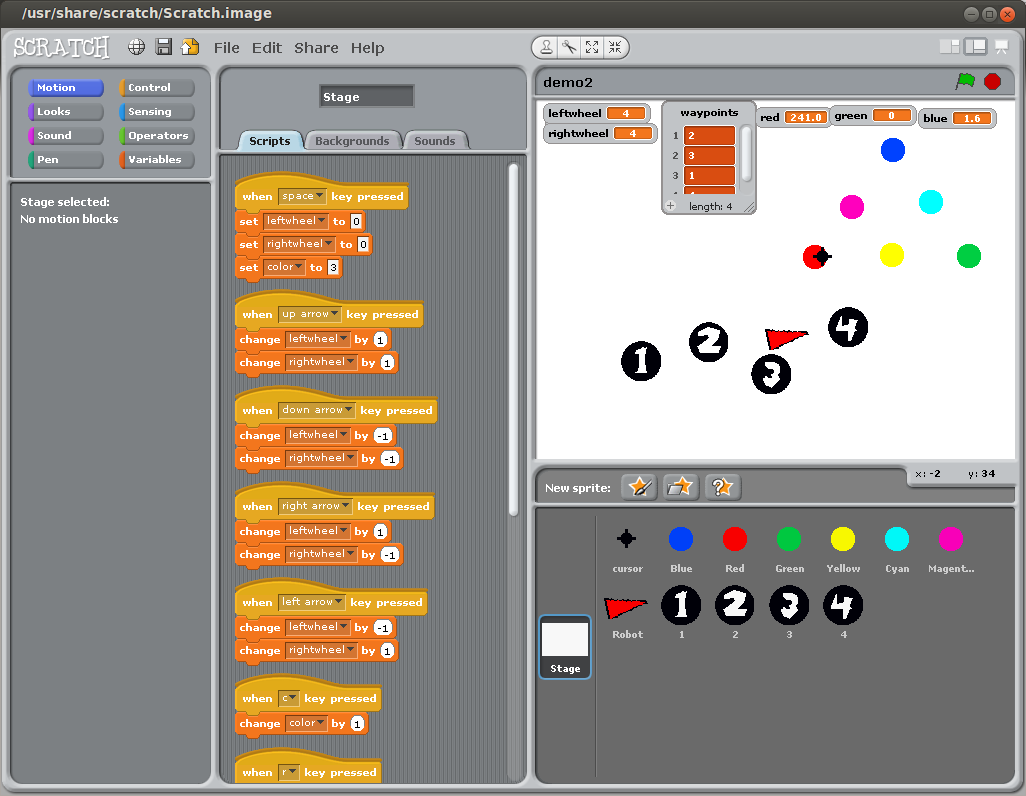 /usr/share/scratch/Scratch.image
SCRATCH File Edit Share Help
Motion Control
Looks Sensing
Sound Operators
Pen Variables
Stage selected:
No motion blocks
Stage
Scripts Backgrounds Sounds
when space key pressed
set leftwheel to 0
set rightwheel to 0
set color to 3
when up arrow key pressed
change leftwheel by 1
change rightwheel by 1
when down arrow key pressed
change leftwheel by -1
change rightwheel by -1
when right arrow key pressed
change leftwheel by 1
change rightwheel by -1
when left arrow key pressed
change leftwheel by -1
change rightwheel by 1
when c key pressed
change color by 1
when r key pressed
demo2
leftwheel 4
rightwheel 4
waypoints
1 2
2 3
3 1
length: 4
red 241.0
green 0
blue 1.6
1 2 3 4
x: -2 y: 34
New sprite:
cursor Blue Red Green Yellow Cyan Magent...
1 2 3 4
Robot 1 2 3 4
Stage